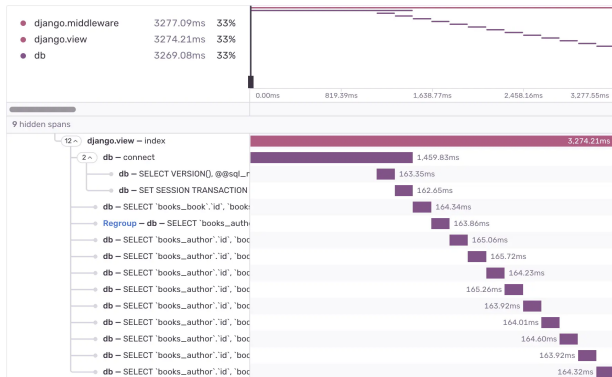 django.middleware 3277.09ms 33%
django.view 3274.21ms 33%
db 3269.08ms 33%
0.00ms 819.39ms 1,638.77ms 2,458.16ms 3,277.55ms
9 hidden spans
12 django.view — index 3,274.21ms
2 db — connect 1,459.83ms
db — SELECT VERSION(), @@sql_r 163.35ms
db — SET SESSION TRANSACTION 162.65ms
db — SELECT `books_book`.`id`, `books 164.34ms
Regroup — db — SELECT `books_auth 163.86ms
db — SELECT `books_author`.`id`, `boo 165.06ms
db — SELECT `books_author`.`id`, `boo 165.72ms
db — SELECT `books_author`.`id`, `boo 164.23ms
db — SELECT `books_author`.`id`, `boo 165.26ms
db — SELECT `books_author`.`id`, `boo 163.92ms
db — SELECT `books_author`.`id`, `boo 164.01ms
db — SELECT `books_author`.`id`, `boo 164.60ms
db — SELECT `books_author`.`id`, `boo 163.92ms
db — SELECT `books_author`.`id`, `boo 164.32ms